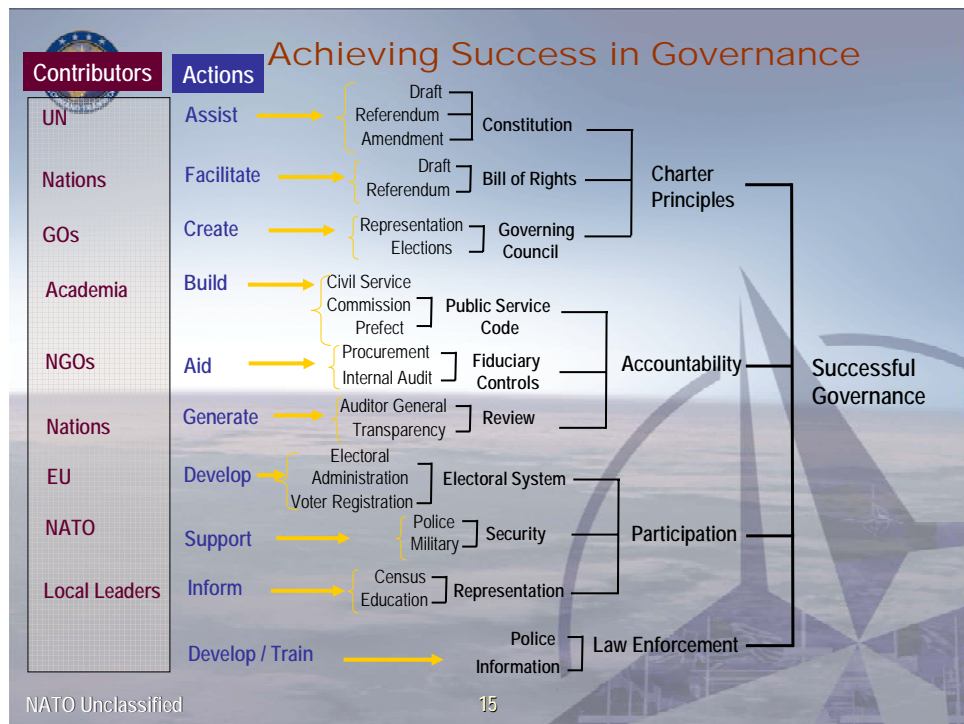 Achieving Success in Governance
Contributors
Actions
UN
Nations
GOs
Academia
NGOs
Nations
EU
NATO
Local Leaders
Assist
Facilitate
Create
Build
Aid
Generate
Develop
Support
Inform
Develop / Train
Draft
Referendum
Amendment
Constitution
Draft
Referendum
Bill of Rights
Representation
Elections
Governing
Council
Charter
Principles
Civil Service
Commission
Prefect
Public Service
Code
Procurement
Internal Audit
Fiduciary
Controls
Auditor General
Transparency
Review
Accountability
Electoral
Administration
Voter Registration
Electoral System
Police
Military
Security
Census
Education
Representation
Participation
Police
Information
Law Enforcement
Successful
Governance
NATO Unclassified
15